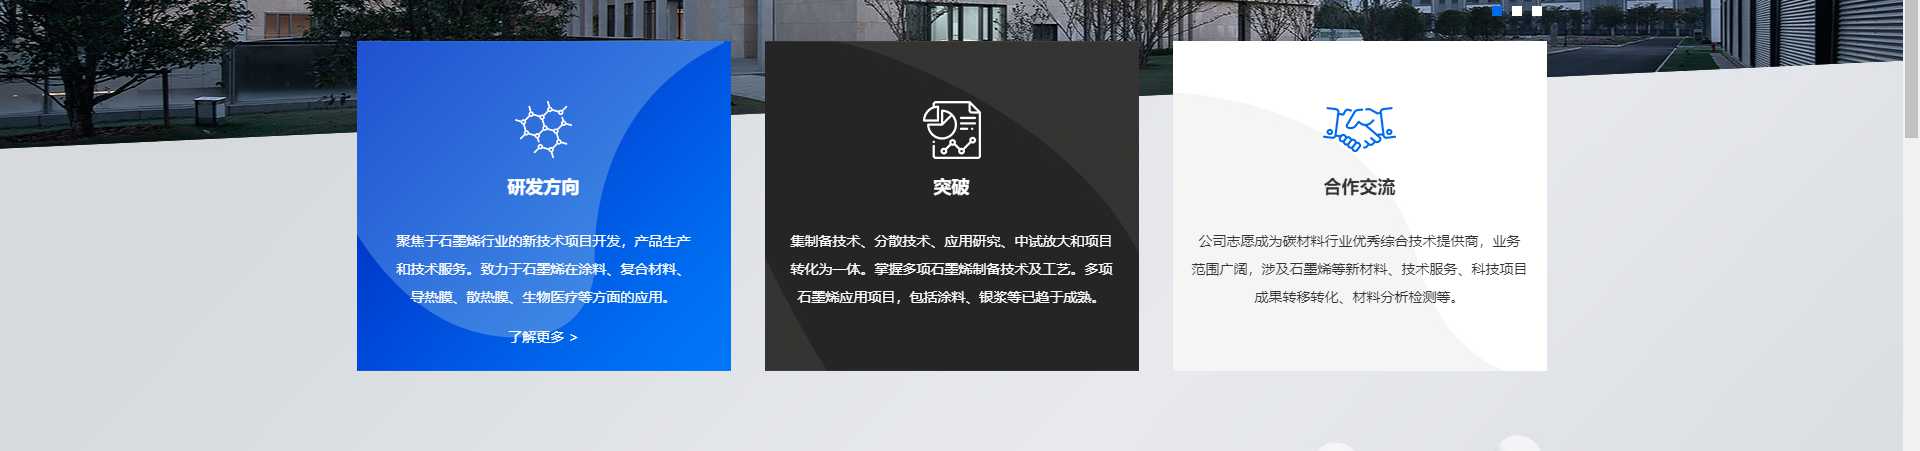 研发方向
聚焦于石墨烯行业的新技术项目开发，产品生产
和技术服务。致力于石墨烯在涂料、复合材料、
导热膜、散热膜、生物医疗等方面的应用。
了解更多 >
突破
集制备技术、分散技术、应用研究、中试放大和项目
转化为一体。掌握多项石墨烯制备技术及工艺。多项
石墨烯应用项目，包括涂料、银浆等已趋于成熟。
合作交流
公司志愿成为碳材料行业优秀综合技术提供商，业务
范围广阔，涉及石墨烯等新材料、技术服务、科技项目
成果转移转化、材料分析检测等。